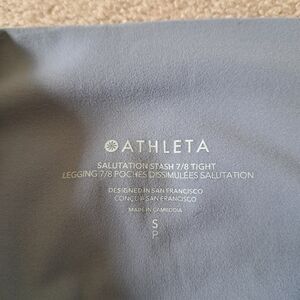 ATHLETA
SALUTATION STASH 7/8 TIGHT
LEGGING 7/8 POCHES DISSIMULÉES SALUTATION
DESIGNED IN SAN FRANCISCO
CONÇU À SAN FRANCISCO
MADE IN CAMBODIA
S
P